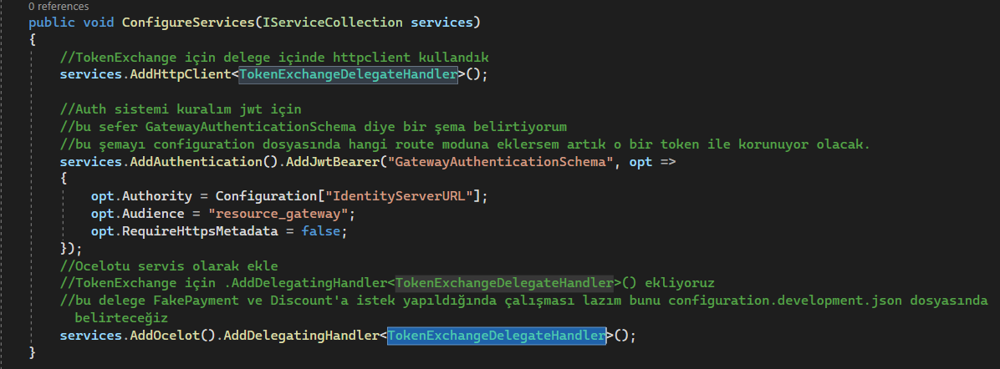 0 references
public void ConfigureServices(IServiceCollection services)
{
//TokenExchange için delege içinde httpclient kullandık
services.AddHttpClient<TokenExchangeDelegateHandler>();
//Auth sistemi kuralım jwt için
//bu sefer GatewayAuthenticationSchema diye bir şema belirtiyorum
//bu şemayı configuration dosyasında hangi route moduna eklersem artık o bir token ile korunuyor olacak.
services.AddAuthentication().AddJwtBearer("GatewayAuthenticationSchema", opt =>
{
opt.Authority = Configuration["IdentityServerURL"];
opt.Audience = "resource_gateway";
opt.RequireHttpsMetadata = false;
});
//Ocelotu servis olarak ekle
//TokenExchange için .AddDelegatingHandler<TokenExchangeDelegateHandler>() ekliyoruz
//bu delege FakePayment ve Discount'a istek yapıldığında çalışması lazım bunu configuration.development.json dosyasında
belirteceğiz
services.AddOcelot().AddDelegatingHandler<TokenExchangeDelegateHandler>();
}